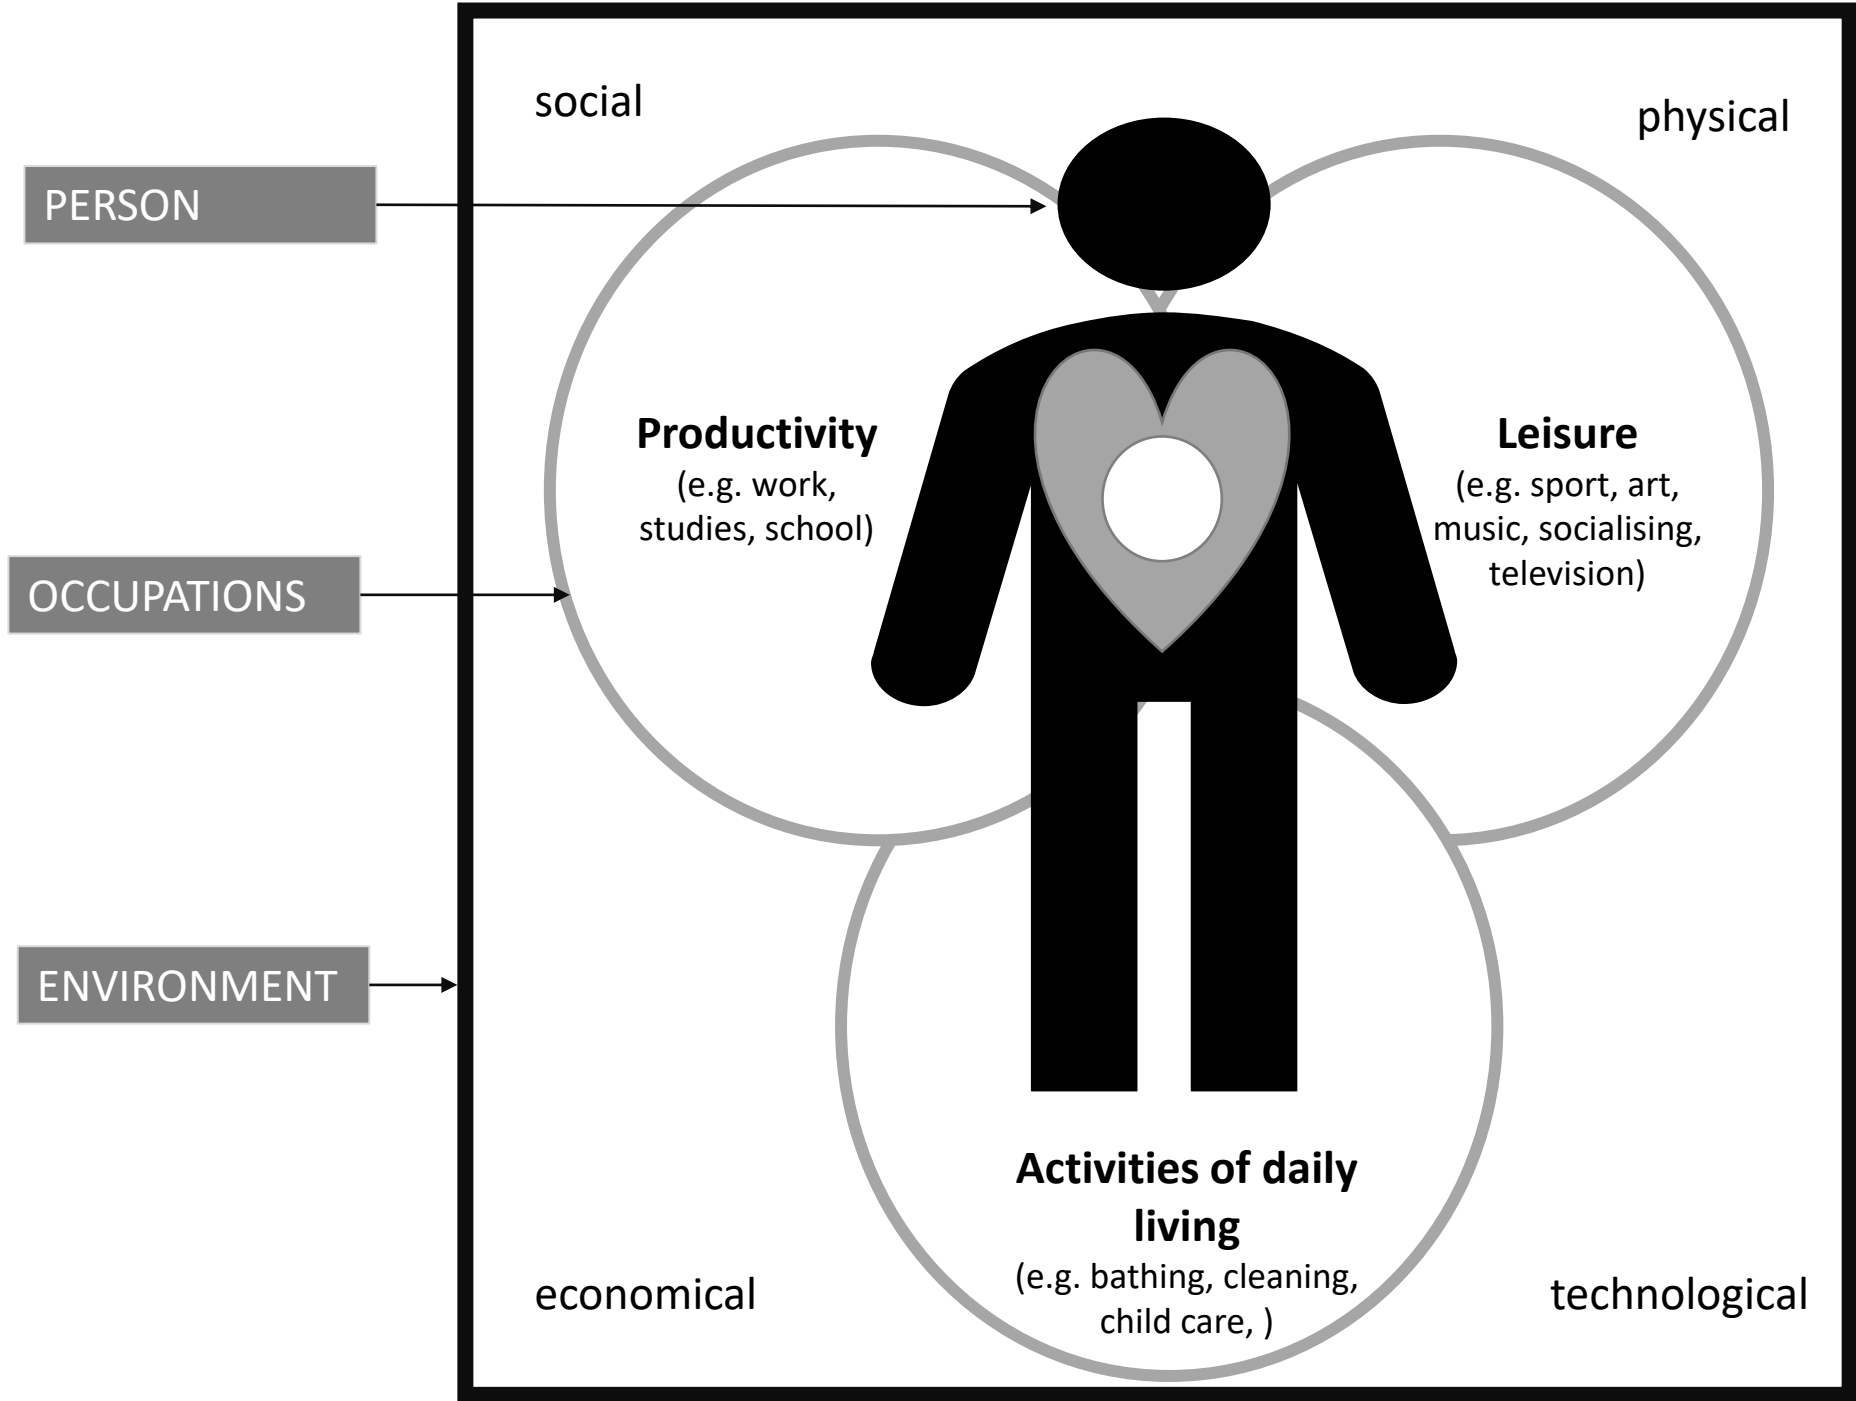 social
physical
PERSON
Productivity
(e.g. work,
studies, school)
Leisure
(e.g. sport, art,
music, socialising,
television)
OCCUPATIONS
ENVIRONMENT
Activities of daily
living
(e.g. bathing, cleaning,
child care, )
economical
technological